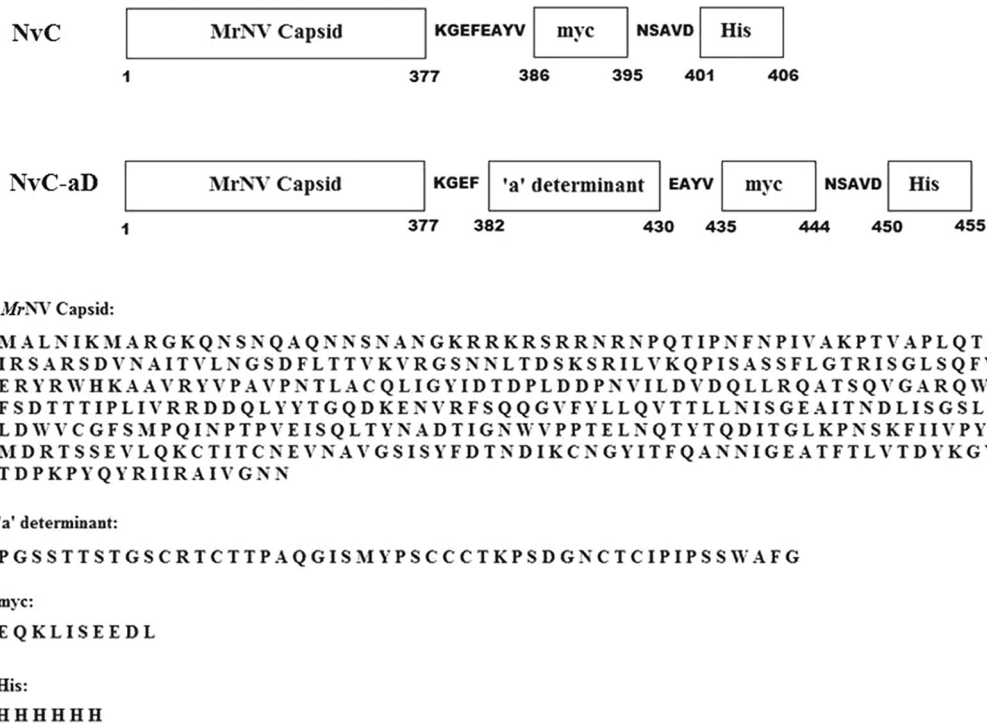 NvC MrNV Capsid KGEFEAYV myc NSAVD His
1 377 386 395 401 406
NvC-aD MrNV Capsid KGEF 'a' determinant EAYV myc NSAVD His
1 377 382 430 435 444 450 455
MrNV Capsid:
M A L N I K M A R G K Q N S N Q A Q N N S N A N G K R R K R S R R N R N P Q T I P N F N P I V A K P T V A P L Q T
I R S A R S D V N A I T V L N G S D F L T T V K V R G S N N L T D S K S R I L V K Q P I S A S S F L G T R I S G L S Q F
E R Y R W H K A A V R Y V P A V P N T L A C Q L I G Y I D T D P L D D P N V I L D V D Q L L R Q A T S Q V G A R Q W
F S D T T T I P L I V R R D D Q L Y Y T G Q D K E N V R F S Q Q G V F Y L L Q V T T L L N I S G E A I T N D L I S G S L
L D W V C G F S M P Q I N P T P V E I S Q L T Y N A D T I G N W V P P T E L N Q T Y T Q D I T G L K P N S K F I I V P Y
M D R T S S E V L Q K C T I T C N E V N A V G S I S Y F D T N D I K C N G Y I T F Q A N N I G E A T F T L V T D Y K G
T D P K P Y Q Y R I I R A I V G N N
'a' determinant:
P G S S T T S T G S C R T C T T P A Q G I S M Y P S C C C T K P S D G N C T C I P I P S S W A F G
myc:
E Q K L I S E E D L
His:
H H H H H H